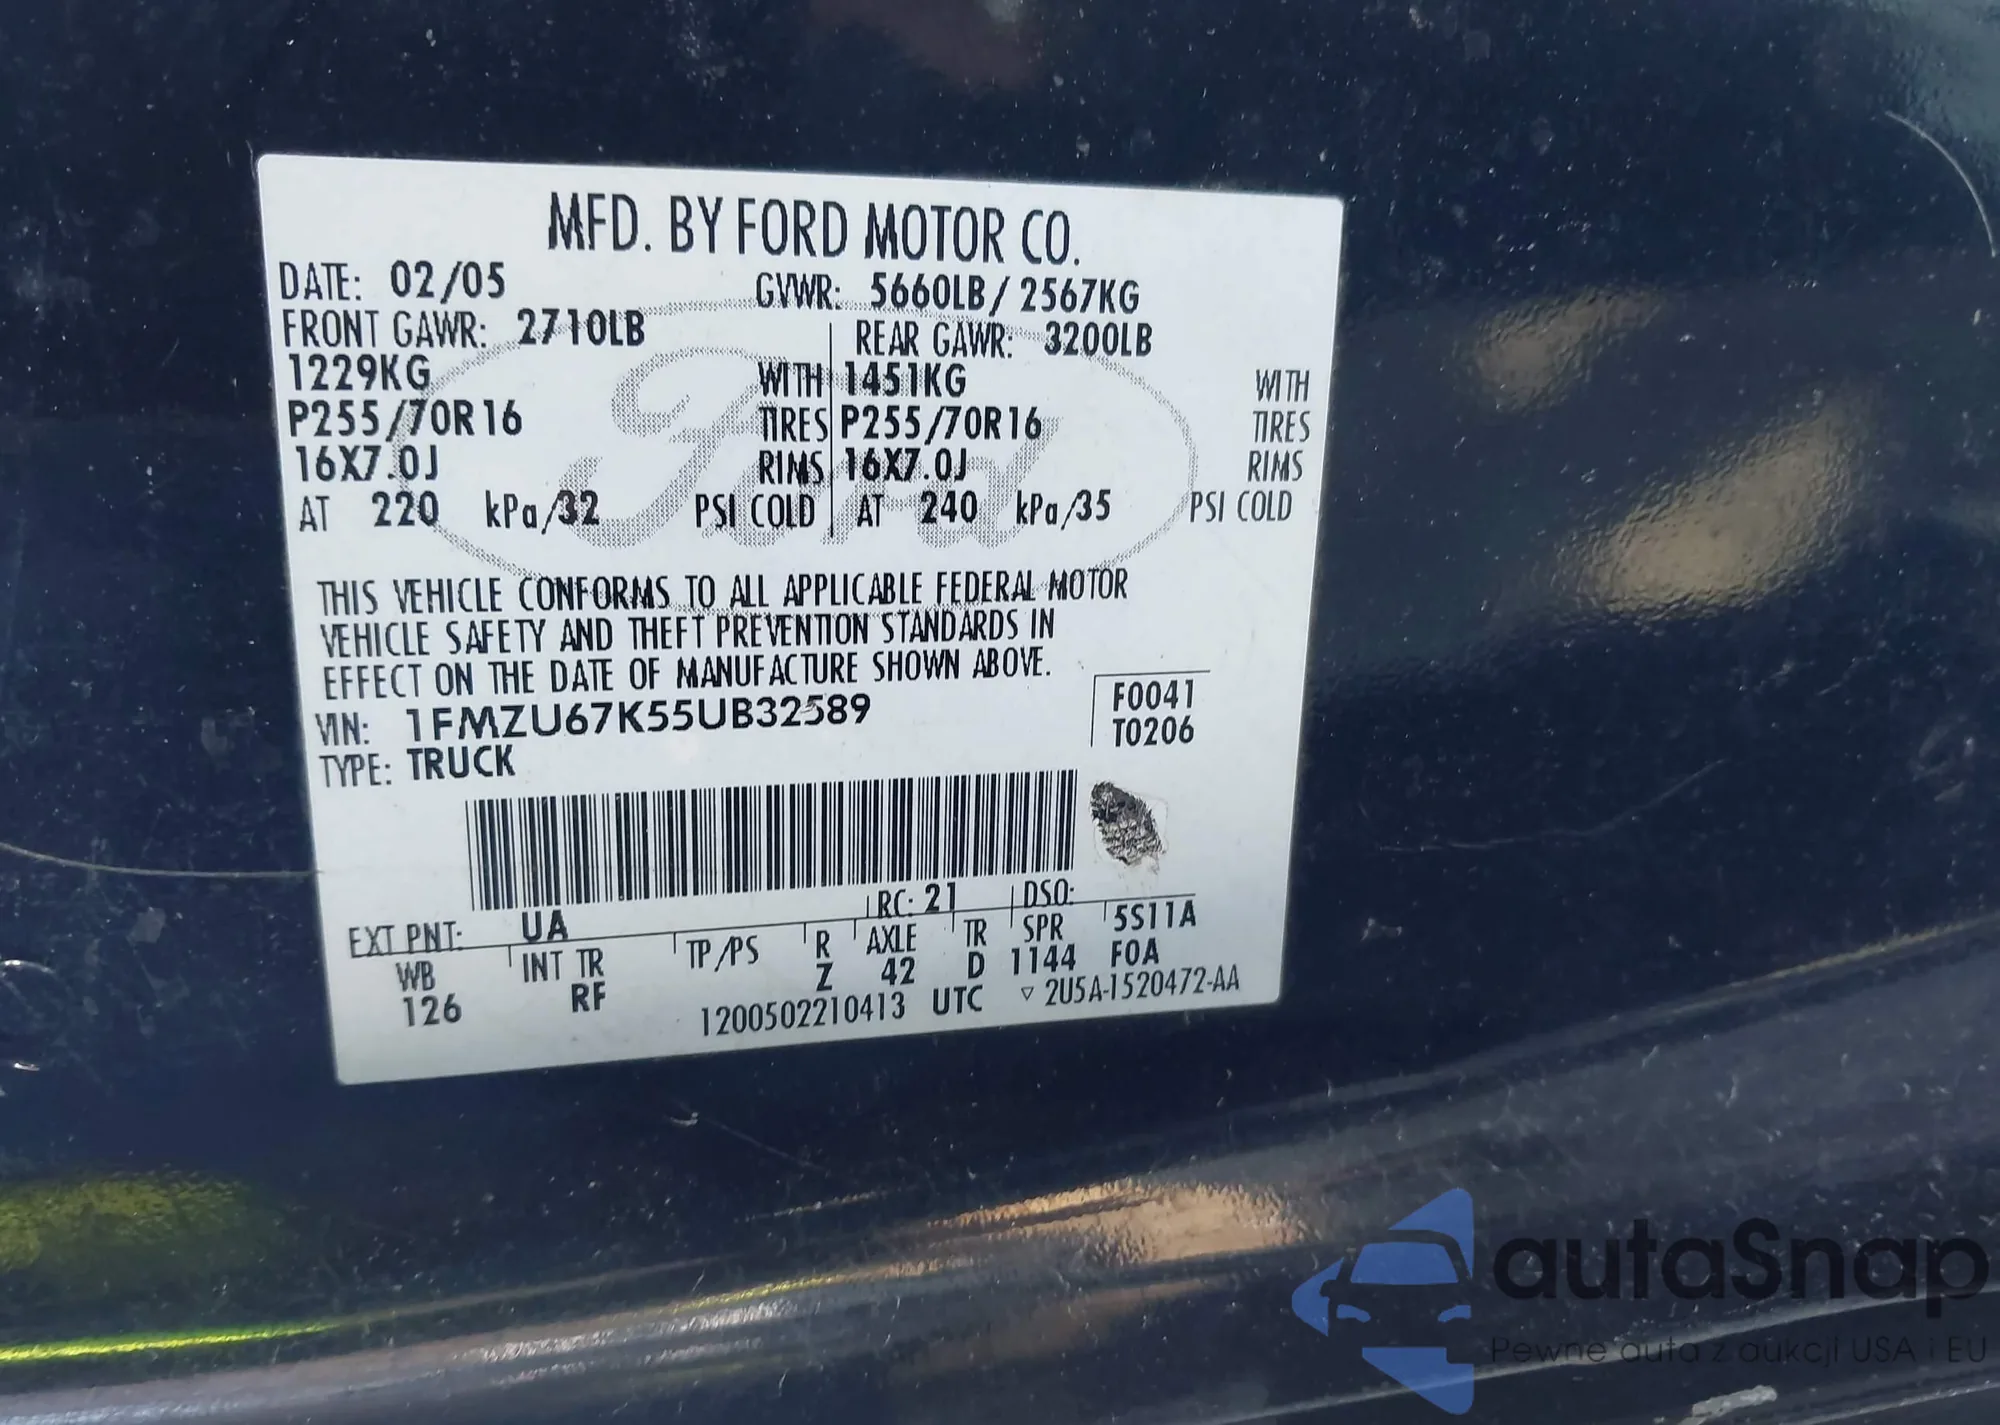 MFD. BY FORD MOTOR CO.
DATE: 02/05 GVWR: 5660LB/ 2567KG
FRONT GAWR: 2710LB REAR GAWR: 3200LB
1229KG WITH 1451KG WITH
P255/70R16 TIRES P255/70R16 TIRES
16X7.0J RIMS 16X7.0J RIMS
AT 220 kPa/32 PSI COLD AT 240 kPa/35 PSI COLD
Ford
THIS VEHICLE CONFORMS TO ALL APPLICABLE FEDERAL MOTOR
VEHICLE SAFETY AND THEFT PREVENTION STANDARDS IN
EFFECT ON THE DATE OF MANUFACTURE SHOWN ABOVE.
VIN: 1FMZU67K55UB32589 F0041
TYPE: TRUCK T0206
EXT PNT: UA RC: 21 DSO:
WB INT TR TP/PS R AXLE TR SPR 5S11A
126 RF Z 42 D 1144 F0A
1200502210413 UTC ▽ 2U5A-1520472-AA
autaSnap
Pewne auta z aukcji USA i EU